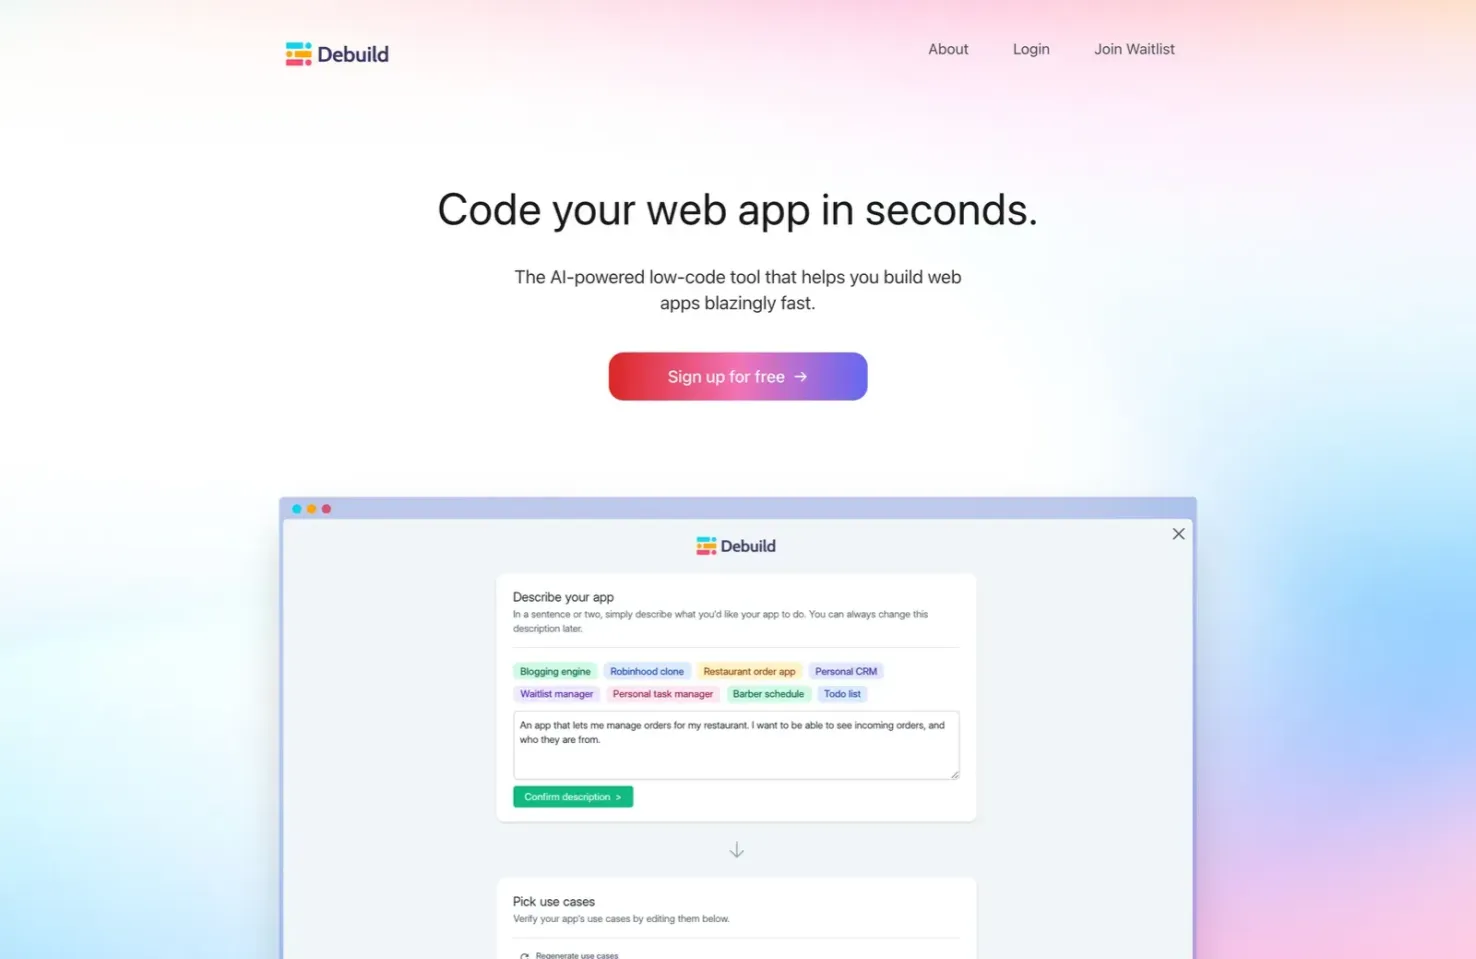 Debuild
About
Login
Join Waitlist
Code your web app in seconds.
The AI-powered low-code tool that helps you build web
apps blazingly fast.
Sign up for free →
Debuild
Describe your app
In a sentence or two, simply describe what you'd like your app to do. You can always change this
description later.
Blogging engine
Robinhood clone
Restaurant order app
Personal CRM
Waitlist manager
Personal task manager
Barber schedule
Todo list
An app that lets me manage orders for my restaurant. I want to be able to see incoming orders, and
who they are from.
Confirm description >
Pick use cases
Verify your app's use cases by editing them below.
Regenerate use cases